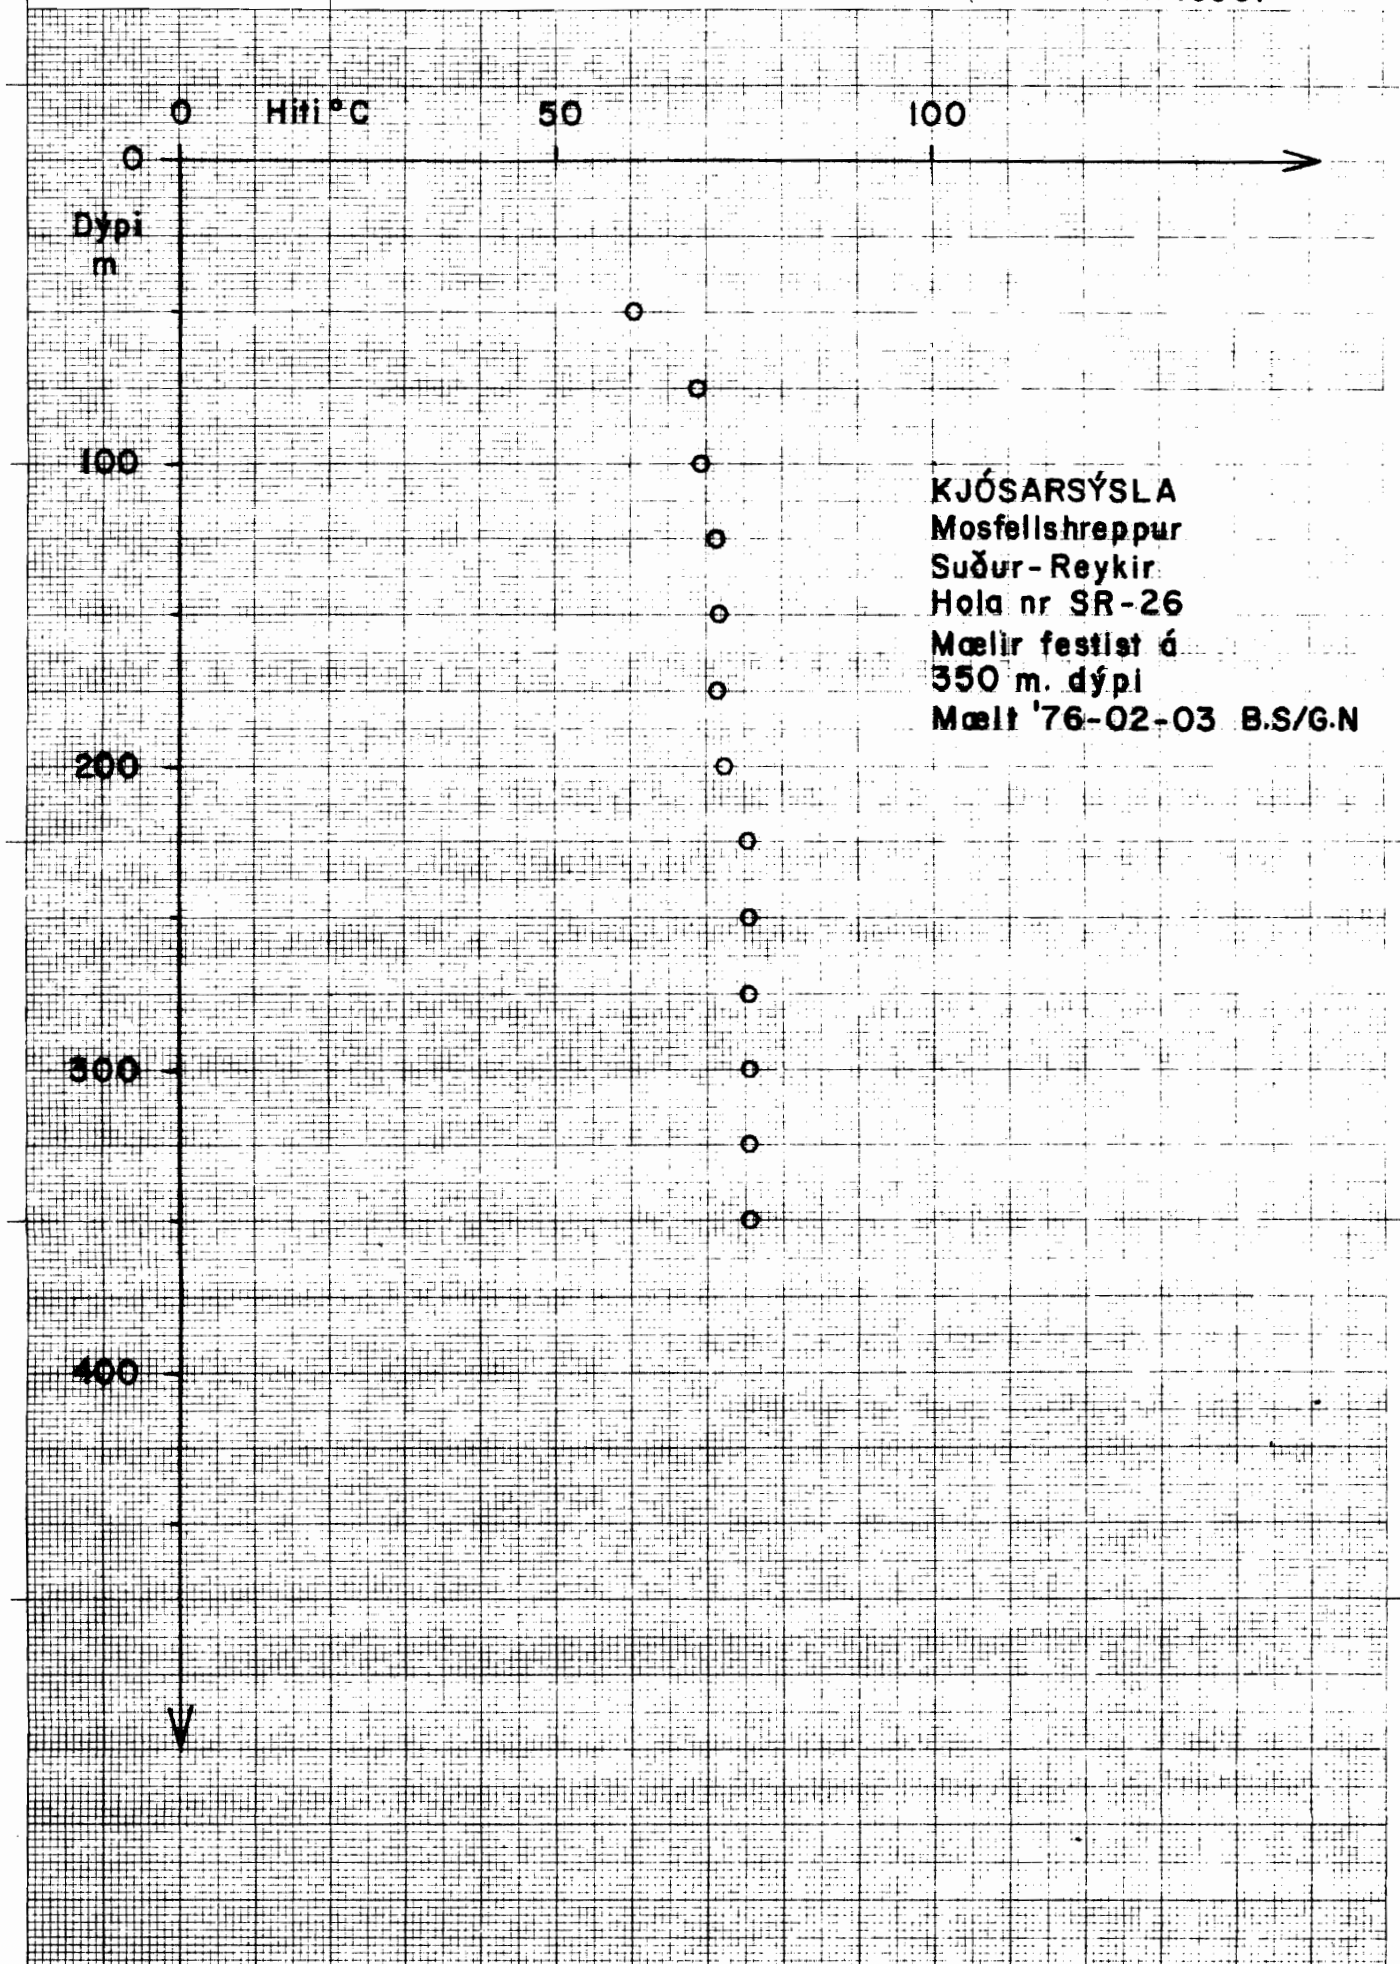 0 Hiti °C 50 100
0
Dýpi
m
100
KJÓSARSÝSLA
Mosfellshreppur
Suður-Reykir
Hola nr SR-26
Mælir festist á
350 m. dýpi
Mælt '76-02-03 B.S/G.N
200
300
400